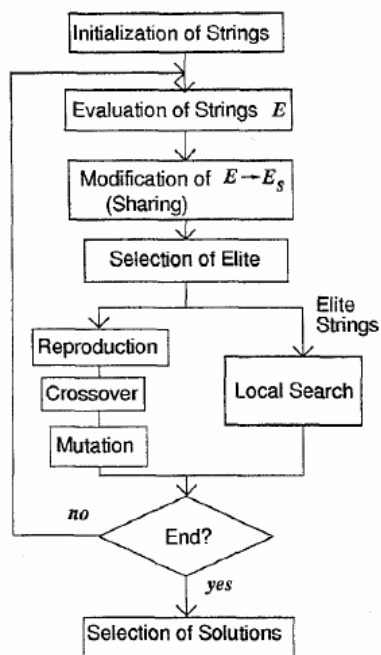 Initialization of Strings
Evaluation of Strings E
Modification of E→E_s
(Sharing)
Selection of Elite
Elite
Strings
Reproduction
Crossover
Mutation
Local Search
no
End?
yes
Selection of Solutions